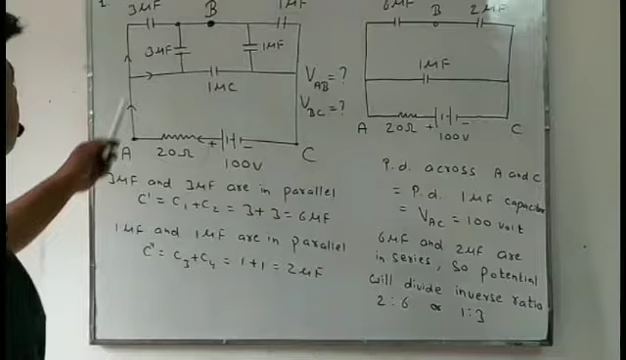 1.
3μF
B
1μF
3μF
1μF
1μC
V_AB = ?
V_BC = ?
A
20Ω
+
-
100V
C
3μF and 3μF are in parallel
C' = C₁+C₂ = 3+3 = 6μF
1μF and 1μF are in parallel
C" = C₃+C₄ = 1+1 = 2μF
6μF
B
2μF
1μF
A
20Ω
+
-
100V
C
P.d. across A and C
= P.d. 1μF capacitor
= V_AC = 100 volt
6μF and 2μF are
in series, so potential
will divide inverse ratio
2:6 or 1:3